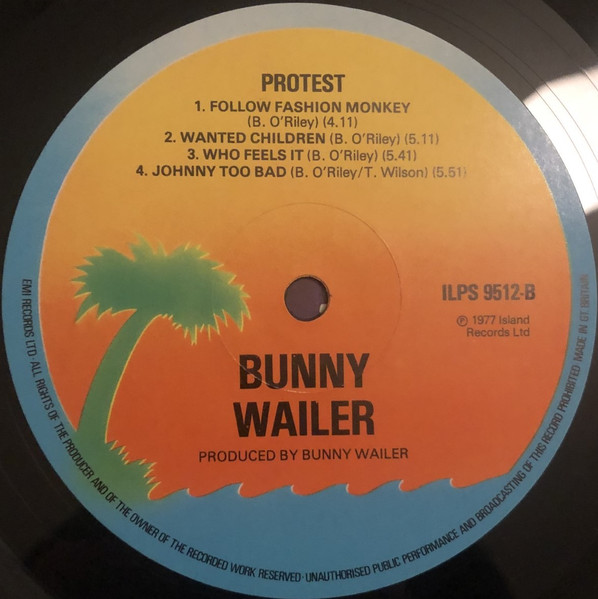 PROTEST
1. FOLLOW FASHION MONKEY
(B. O'Riley) (4.11)
2. WANTED CHILDREN (B. O'Riley) (5.11)
3. WHO FEELS IT (B. O'Riley) (5.41)
4. JOHNNY TOO BAD (B. O'Riley/T. Wilson) (5.51)
ILPS 9512-B
℗ 1977 Island
Records Ltd
BUNNY
WAILER
PRODUCED BY BUNNY WAILER
EMI RECORDS LTD · ALL RIGHTS OF THE PRODUCER AND OF THE OWNER OF THE RECORDED WORK RESERVED · UNAUTHORISED PUBLIC PERFORMANCE AND BROADCASTING OF THIS RECORD PROHIBITED MADE IN GT BRITAIN